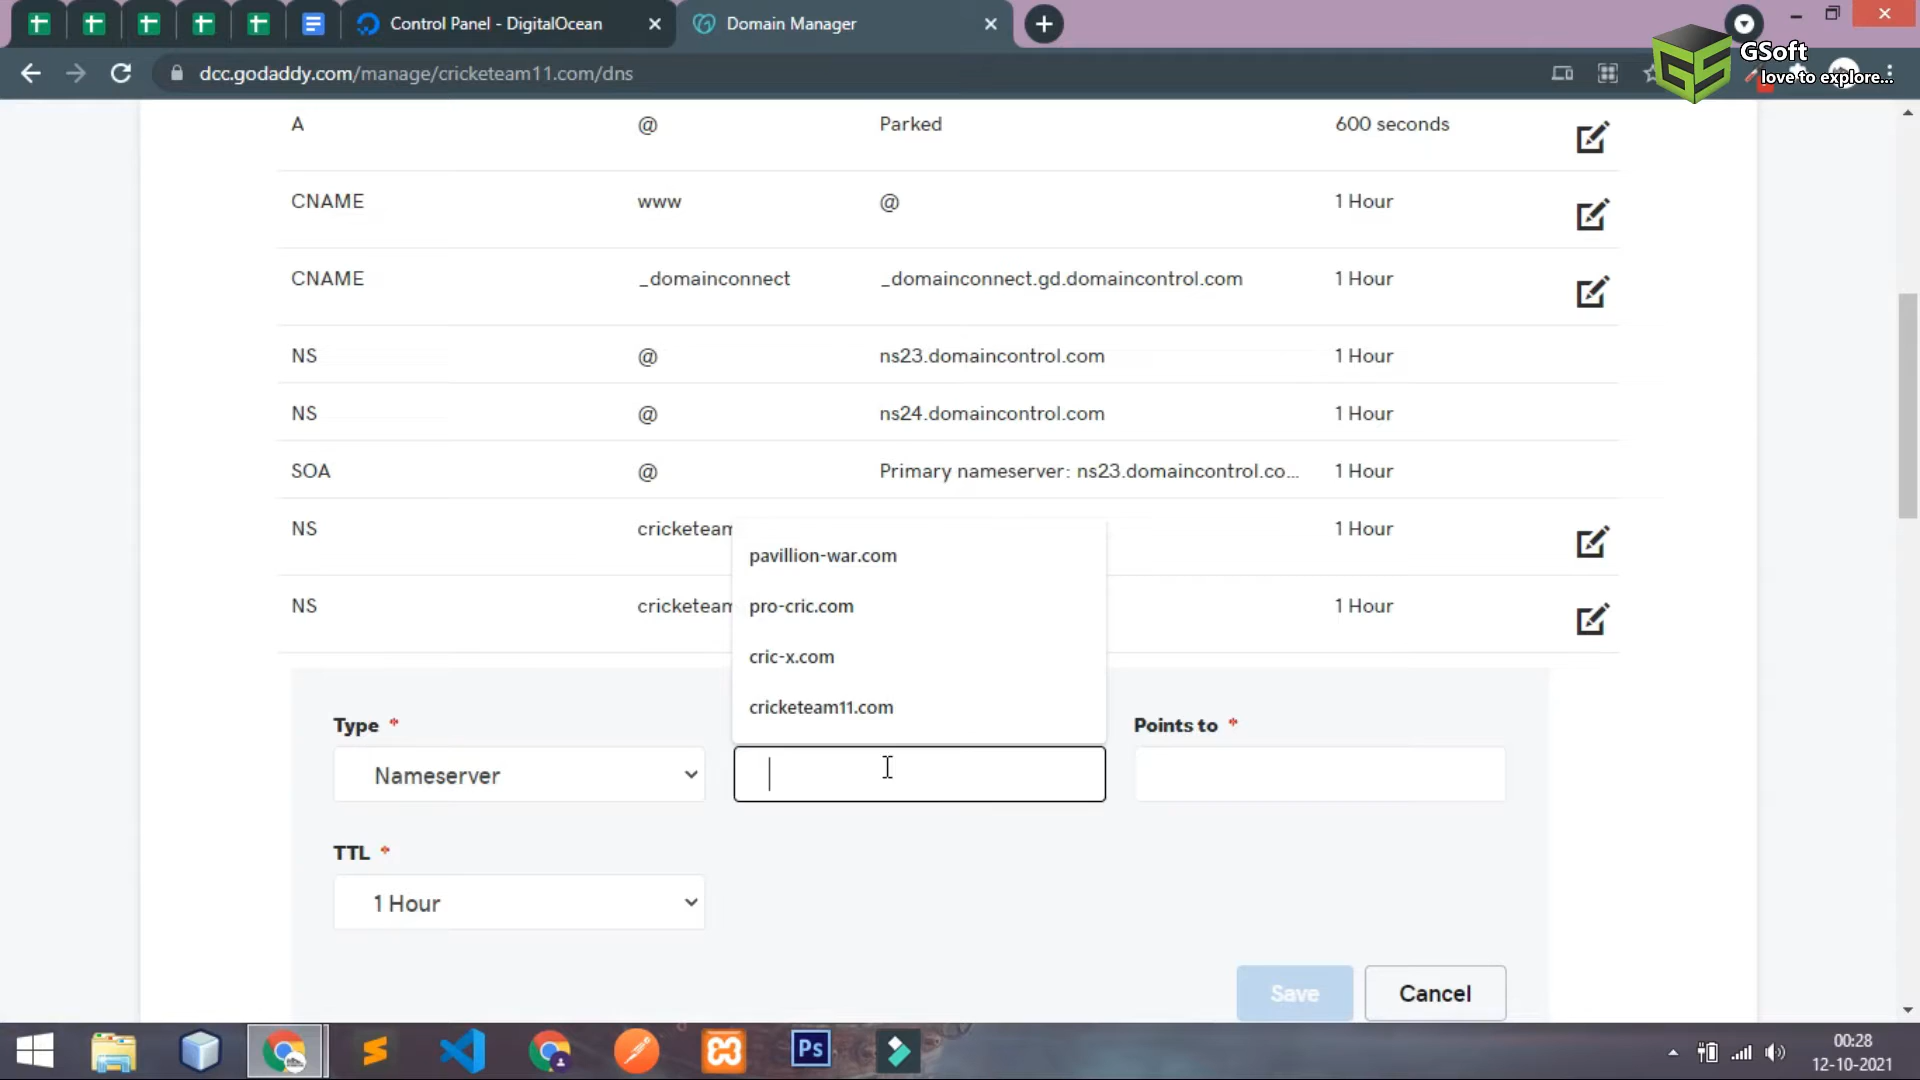 Control Panel - DigitalOcean
Domain Manager
GSoft
love to explore...
dcc.godaddy.com/manage/cricketeam11.com/dns
A @ Parked 600 seconds
CNAME www @ 1 Hour
CNAME _domainconnect _domainconnect.gd.domaincontrol.com 1 Hour
NS @ ns23.domaincontrol.com 1 Hour
NS @ ns24.domaincontrol.com 1 Hour
SOA @ Primary nameserver: ns23.domaincontrol.co... 1 Hour
NS cricketeam 1 Hour
pavillion-war.com
NS cricketeam 1 Hour
pro-cric.com
cric-x.com
cricketeam11.com
Type * Points to *
Nameserver
TTL *
1 Hour
Save Cancel
Ps
00:28
12-10-2021